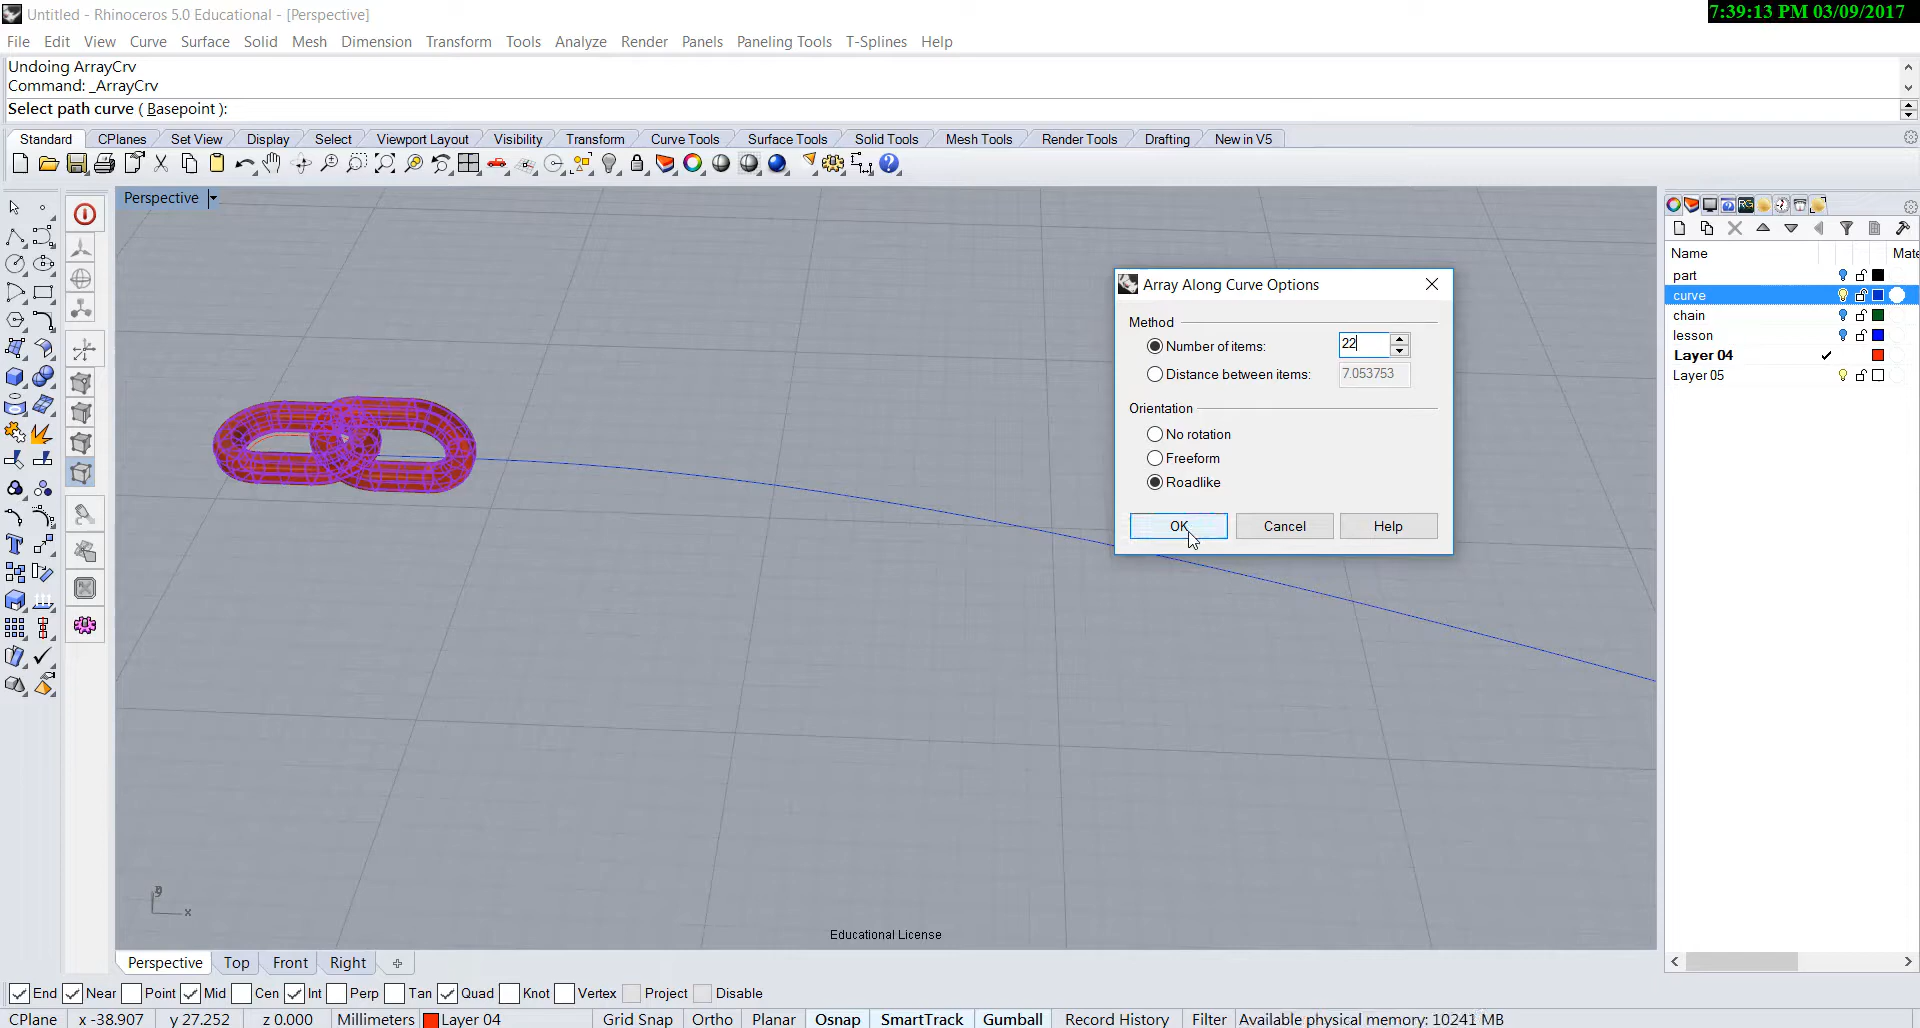 Untitled - Rhinoceros 5.0 Educational - [Perspective]
7:39:13 PM 03/09/2017
File Edit View Curve Surface Solid Mesh Dimension Transform Tools Analyze Render Panels Paneling Tools T-Splines Help
Undoing ArrayCrv
Command: _ArrayCrv
Select path curve ( Basepoint ):
Standard CPlanes Set View Display Select Viewport Layout Visibility Transform Curve Tools Surface Tools Solid Tools Mesh Tools Render Tools Drafting New in V5
Perspective
Array Along Curve Options
Method
Number of items: 22
Distance between items: 7.053753
Orientation
No rotation
Freeform
Roadlike
OK Cancel Help
Name Mate
part
curve
chain
lesson
Layer 04
Layer 05
x
Educational License
Perspective Top Front Right
End Near Point Mid Cen Int Perp Tan Quad Knot Vertex Project Disable
CPlane x -38.907 y 27.252 z 0.000 Millimeters Layer 04 Grid Snap Ortho Planar Osnap SmartTrack Gumball Record History Filter Available physical memory: 10241 MB